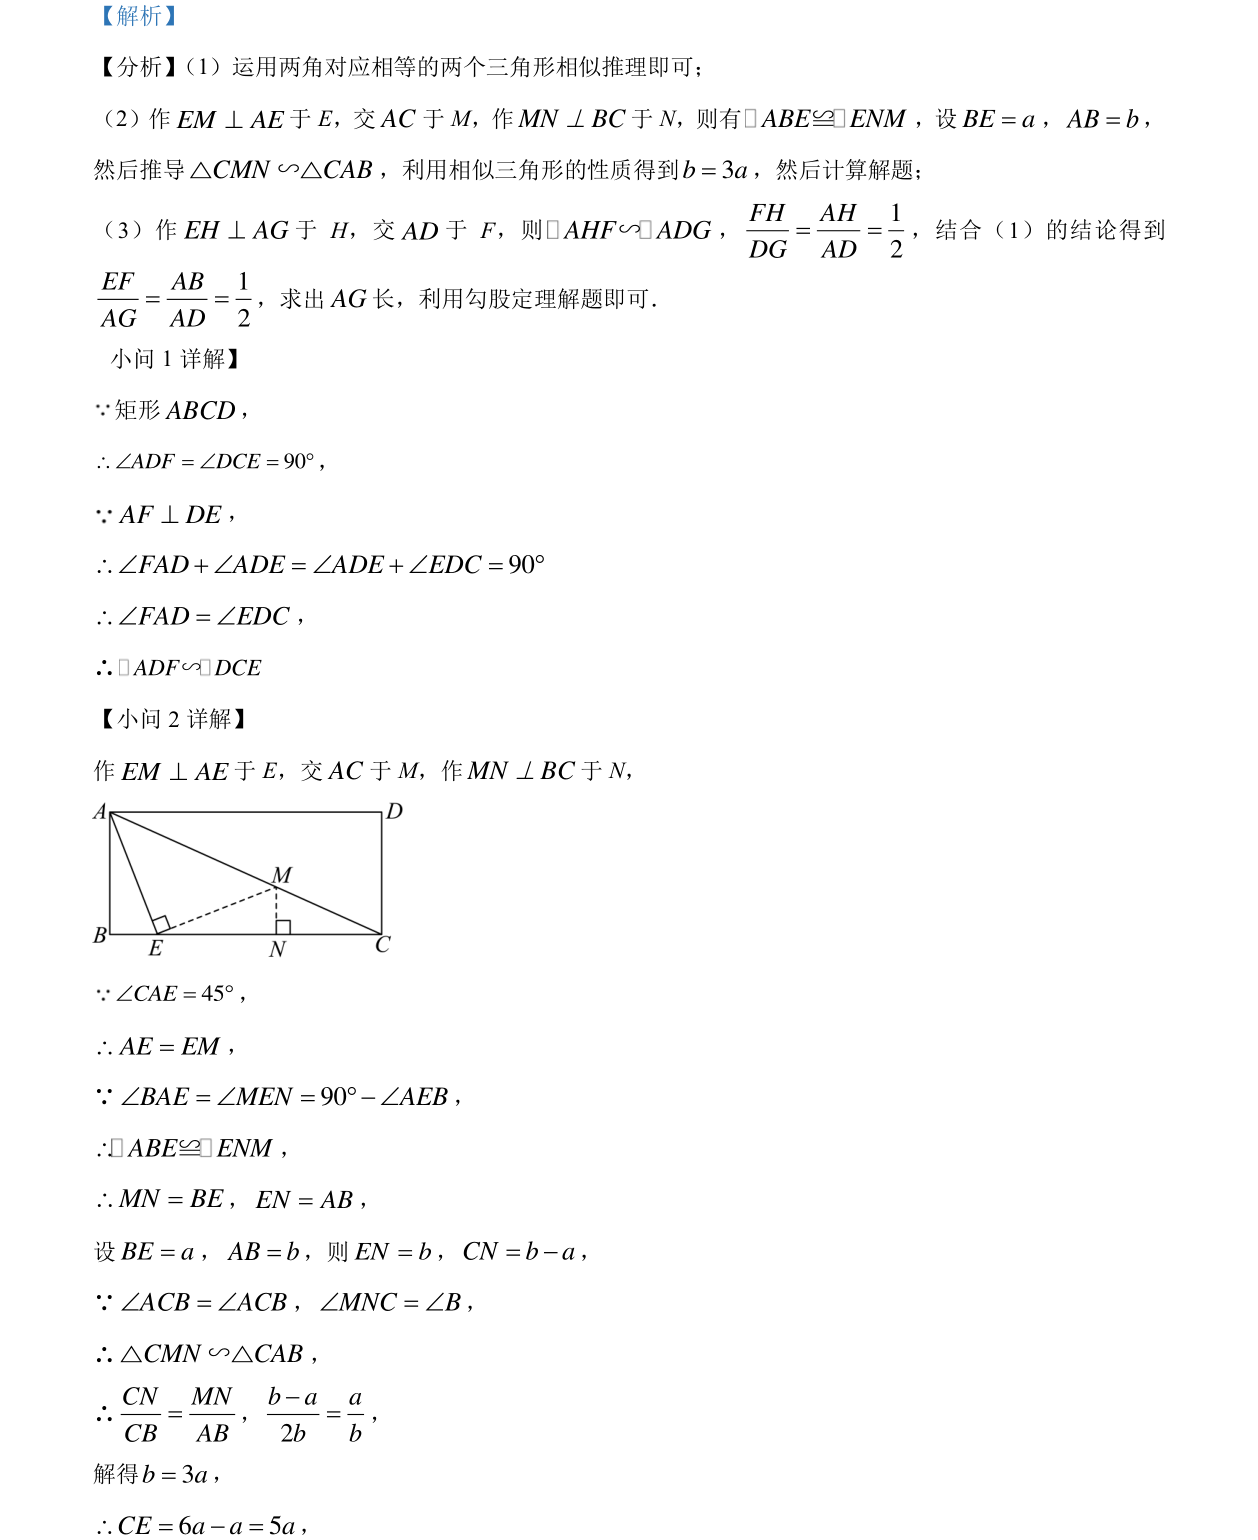 【解析】
【分析】（1）运用两角对应相等的两个三角形相似推理即可；
（2）作 EM ⊥ AE 于 E，交 AC 于 M，作 MN ⊥ BC 于 N，则有□ ABE≌□ ENM，设 BE = a， AB = b，
然后推导 △CMN ∽△CAB，利用相似三角形的性质得到 b = 3a，然后计算解题；
（3）作 EH ⊥ AG 于 H，交 AD 于 F，则□ AHF∽□ ADG， FH/DG = AH/AD = 1/2，结合（1）的结论得到
EF/AG = AB/AD = 1/2，求出 AG 长，利用勾股定理解题即可．
小问 1 详解】
∵矩形 ABCD，
∴∠ADF = ∠DCE = 90°，
∵ AF ⊥ DE，
∴∠FAD + ∠ADE = ∠ADE + ∠EDC = 90°
∴∠FAD = ∠EDC，
∴□ ADF∽□ DCE
【小问 2 详解】
作 EM ⊥ AE 于 E，交 AC 于 M，作 MN ⊥ BC 于 N，
A D
M
B E N C
∵∠CAE = 45°，
∴ AE = EM，
∵ ∠BAE = ∠MEN = 90° − ∠AEB，
∴□ ABE≌□ ENM，
∴ MN = BE， EN = AB，
设 BE = a， AB = b，则 EN = b， CN = b − a，
∵ ∠ACB = ∠ACB， ∠MNC = ∠B，
∴ △CMN ∽△CAB，
∴ CN/CB = MN/AB， (b − a)/2b = a/b，
解得 b = 3a，
∴ CE = 6a − a = 5a，